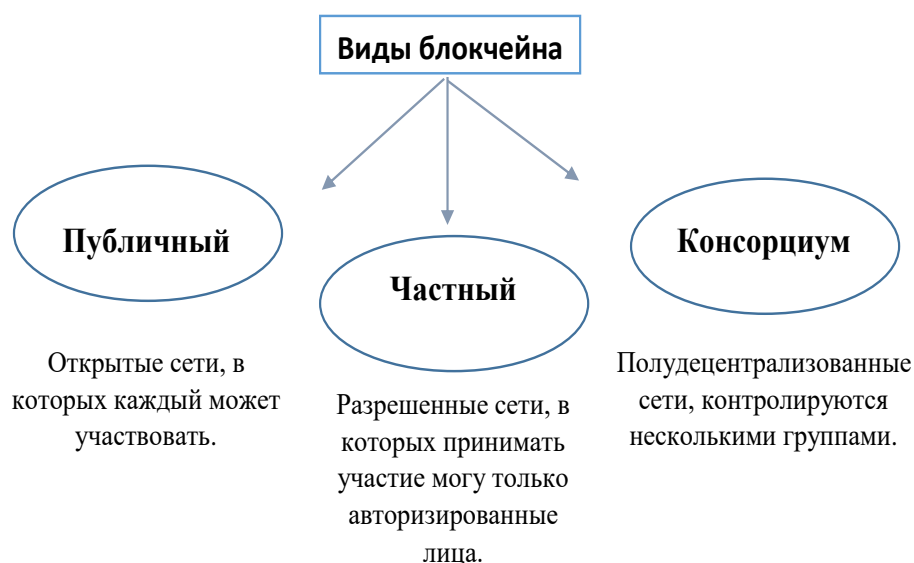 Виды блокчейна
Публичный
Открытые сети, в
которых каждый может
участвовать.
Частный
Разрешенные сети, в
которых принимать
участие могу только
авторизированные
лица.
Консорциум
Полудецентрализованные
сети, контролируются
несколькими группами.